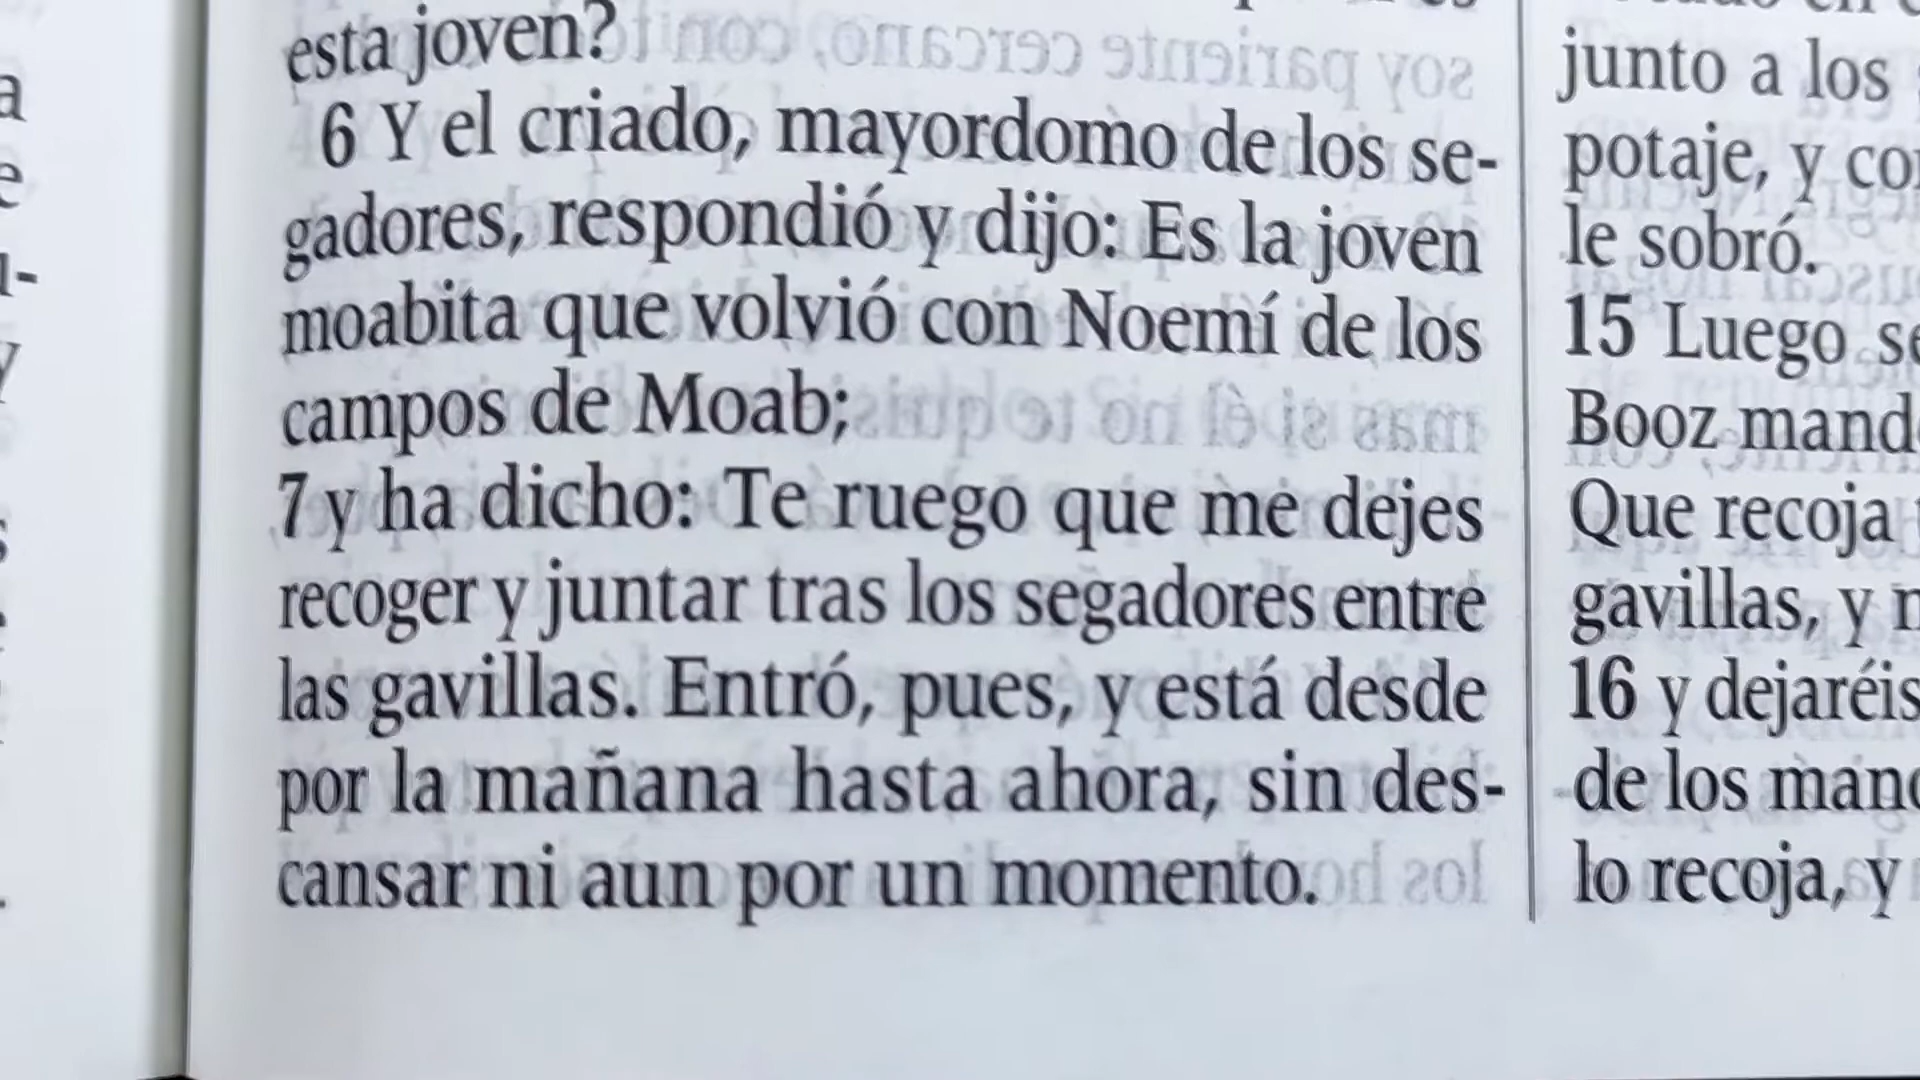 esta joven?
6 Y el criado, mayordomo de los se-
gadores, respondió y dijo: Es la joven
moabita que volvió con Noemí de los
campos de Moab;
7 y ha dicho: Te ruego que me dejes
recoger y juntar tras los segadores entre
las gavillas. Entró, pues, y está desde
por la mañana hasta ahora, sin des-
cansar ni aun por un momento.
junto a los
potaje, y
le sobró.
15 Luego
Booz
Que recoja
gavillas, y
16 y dejaréis
de los
lo recoja, y